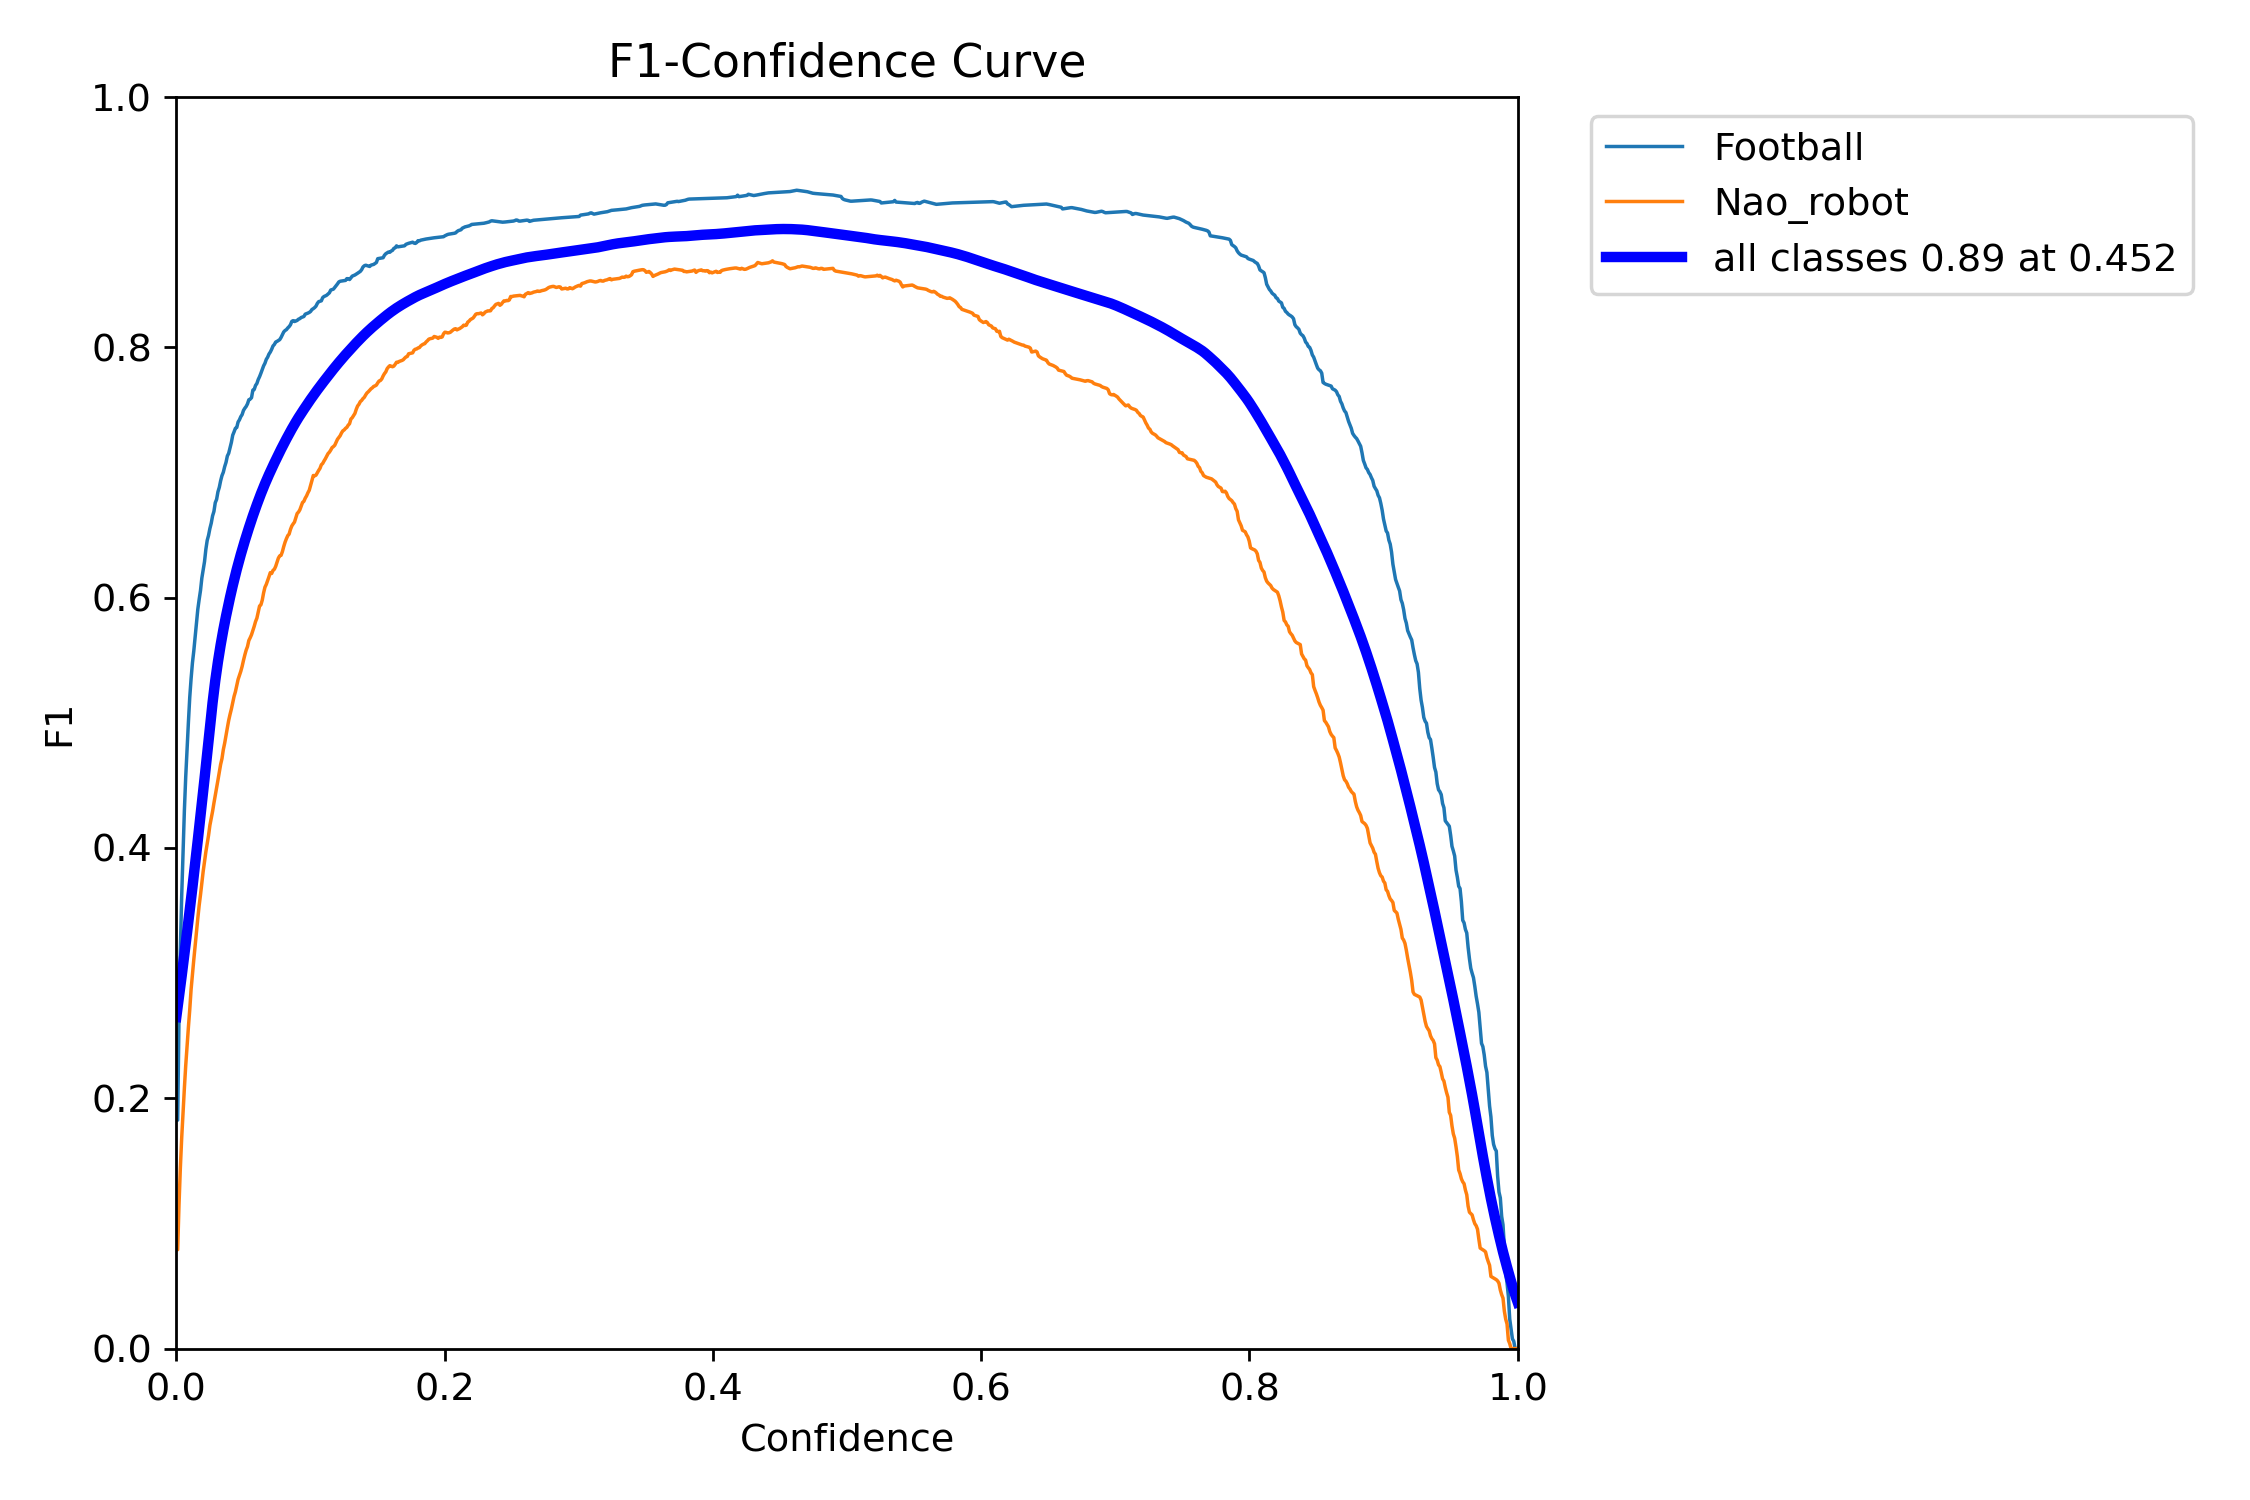 F1-Confidence Curve
1.0
0.8
0.6
0.4
0.2
0.0
F1
0.0 0.2 0.4 0.6 0.8 1.0
Confidence
Football
Nao_robot
all classes 0.89 at 0.452